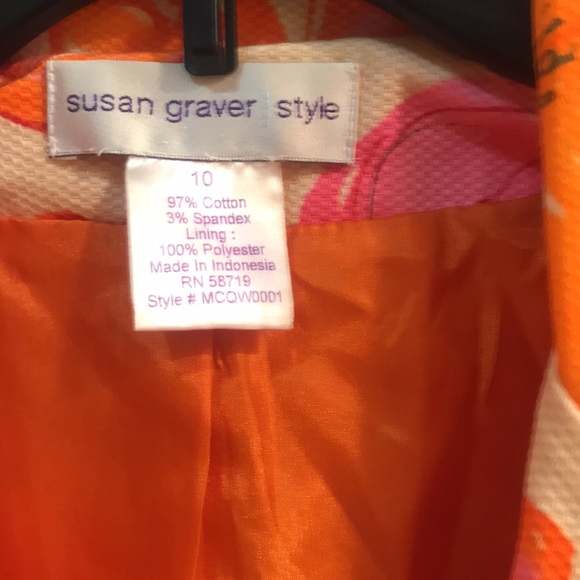 susan graver style
10
97% Cotton
3% Spandex
Lining :
100% Polyester
Made In Indonesia
RN 58719
Style # MCQW0001